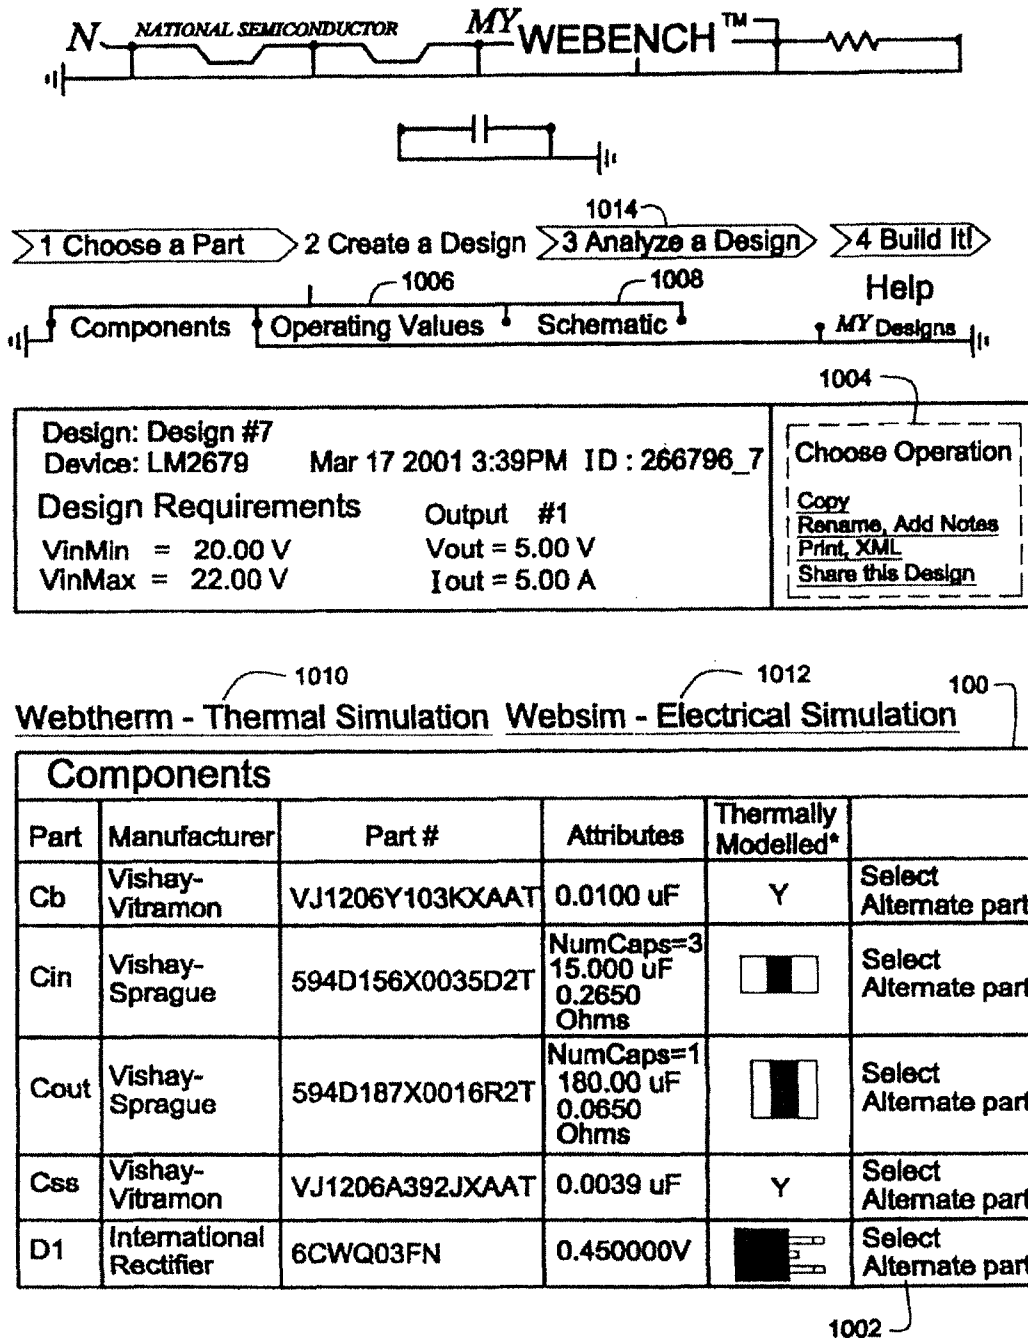 N NATIONAL SEMICONDUCTOR MY WEBENCH™
1014
1 Choose a Part 2 Create a Design 3 Analyze a Design 4 Build It!
1006 1008
Help
Components Operating Values Schematic MY Designs
1004
Design: Design #7
Device: LM2679 Mar 17 2001 3:39PM ID : 266796_7
Design Requirements Output #1
VinMin = 20.00 V Vout = 5.00 V
VinMax = 22.00 V Iout = 5.00 A
Choose Operation
Copy
Rename, Add Notes
Print, XML
Share this Design
1010 1012 100
Webtherm - Thermal Simulation Websim - Electrical Simulation
Components
Part Manufacturer Part # Attributes Thermally Modelled*
Cb Vishay-Vitramon VJ1206Y103KXAAT 0.0100 uF Y Select Alternate part
Cin Vishay-Sprague 594D156X0035D2T NumCaps=3 15.000 uF 0.2650 Ohms Select Alternate part
Cout Vishay-Sprague 594D187X0016R2T NumCaps=1 180.00 uF 0.0650 Ohms Select Alternate part
Css Vishay-Vitramon VJ1206A392JXAAT 0.0039 uF Y Select Alternate part
D1 International Rectifier 6CWQ03FN 0.450000V Select Alternate part
1002